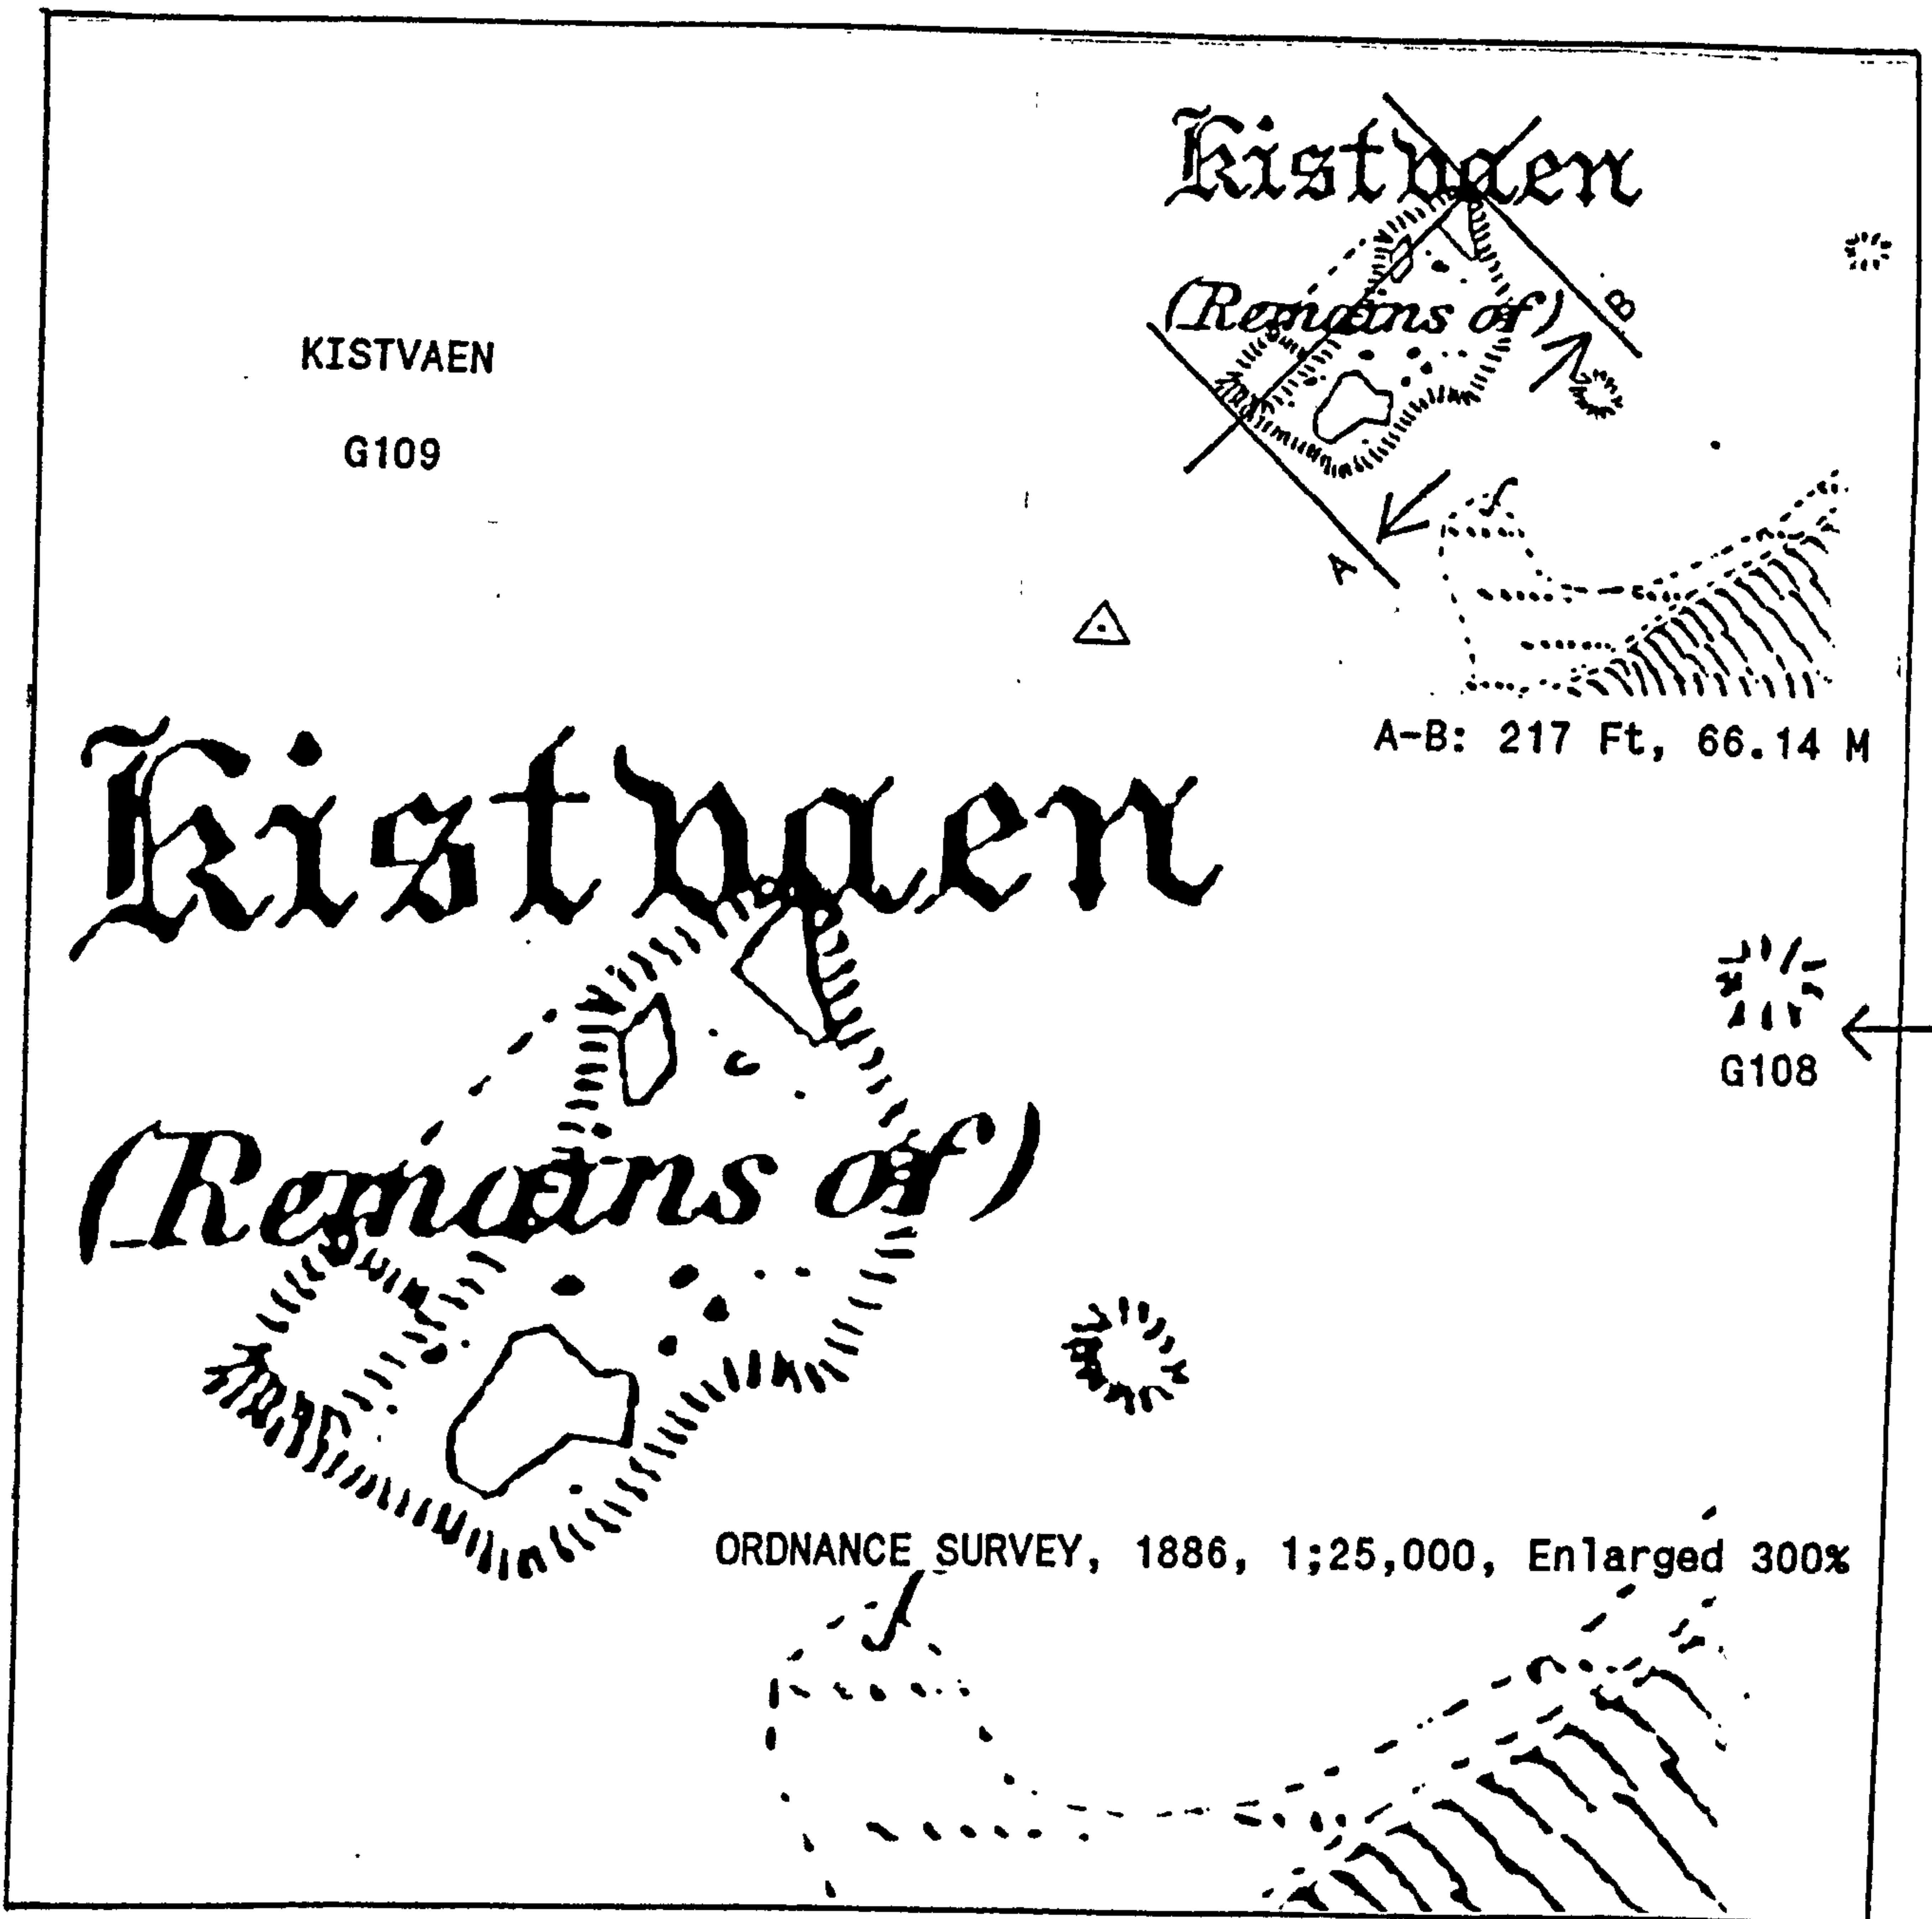 Kistvaen
(Remains of)
B
KISTVAEN
G109
A
A-B: 217 Ft, 66.14 M
Kistvaen
G108
(Remains of)
ORDNANCE SURVEY, 1886, 1;25,000, Enlarged 300%